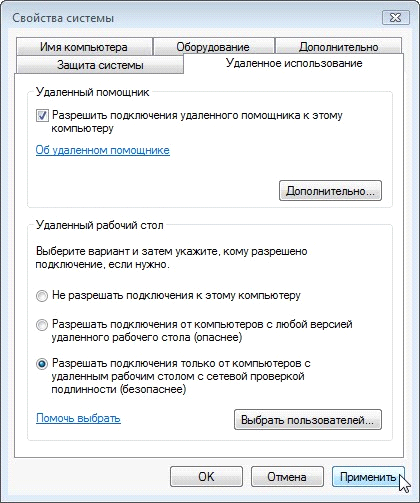 Свойства системы
Имя компьютера
Оборудование
Дополнительно
Защита системы
Удаленное использование
Удаленный помощник
Разрешить подключения удаленного помощника к этому
компьютеру
Об удаленном помощнике
Дополнительно...
Удаленный рабочий стол
Выберите вариант и затем укажите, кому разрешено
подключение, если нужно.
Не разрешать подключения к этому компьютеру
Разрешать подключения от компьютеров с любой версией
удаленного рабочего стола (опаснее)
Разрешать подключения только от компьютеров с
удаленным рабочим столом с сетевой проверкой
подлинности (безопаснее)
Помочь выбрать
Выбрать пользователей...
OK
Отмена
Применить